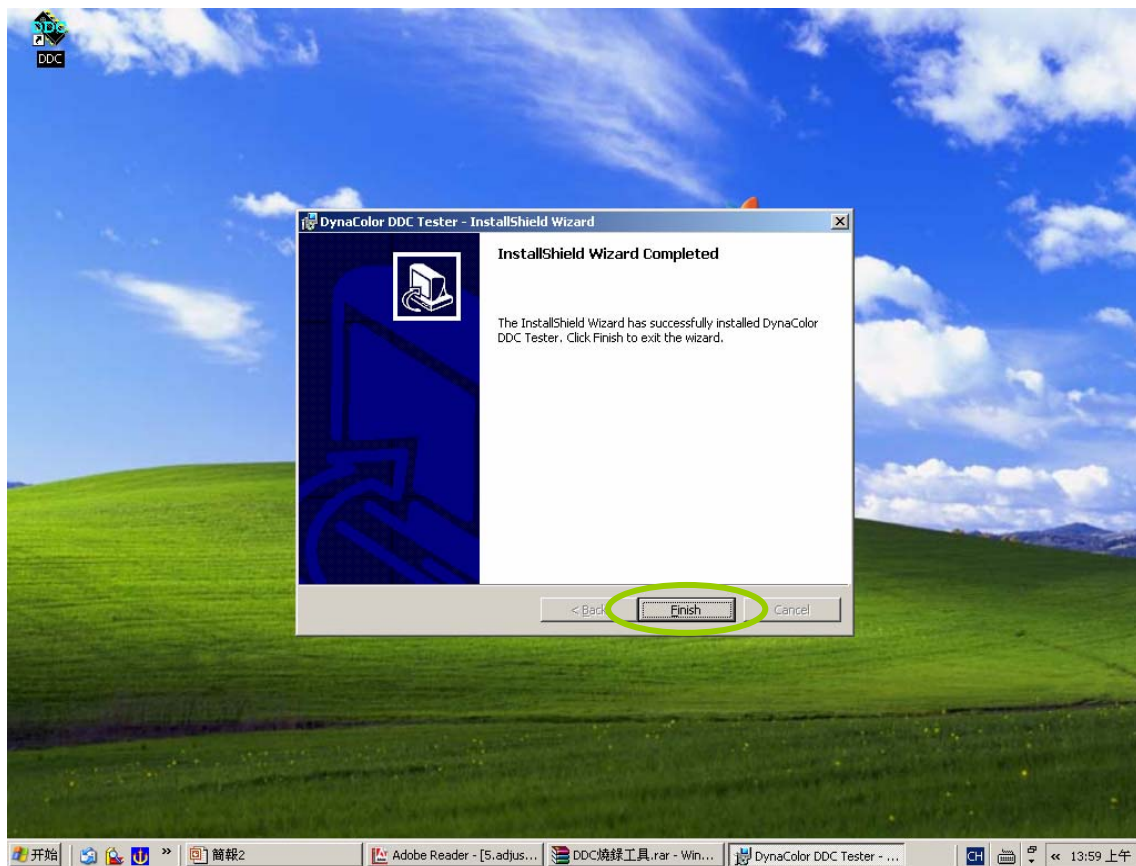 DDC
DDC
DynaColor DDC Tester - InstallShield Wizard
InstallShield Wizard Completed
The InstallShield Wizard has successfully installed DynaColor
DDC Tester. Click Finish to exit the wizard.
< Back
Finish
Cancel
开始
»
簡報2
Adobe Reader - [5.adjus...
DDC燒錄工具.rar - Win...
DynaColor DDC Tester - ...
CH
«
13:59 上午